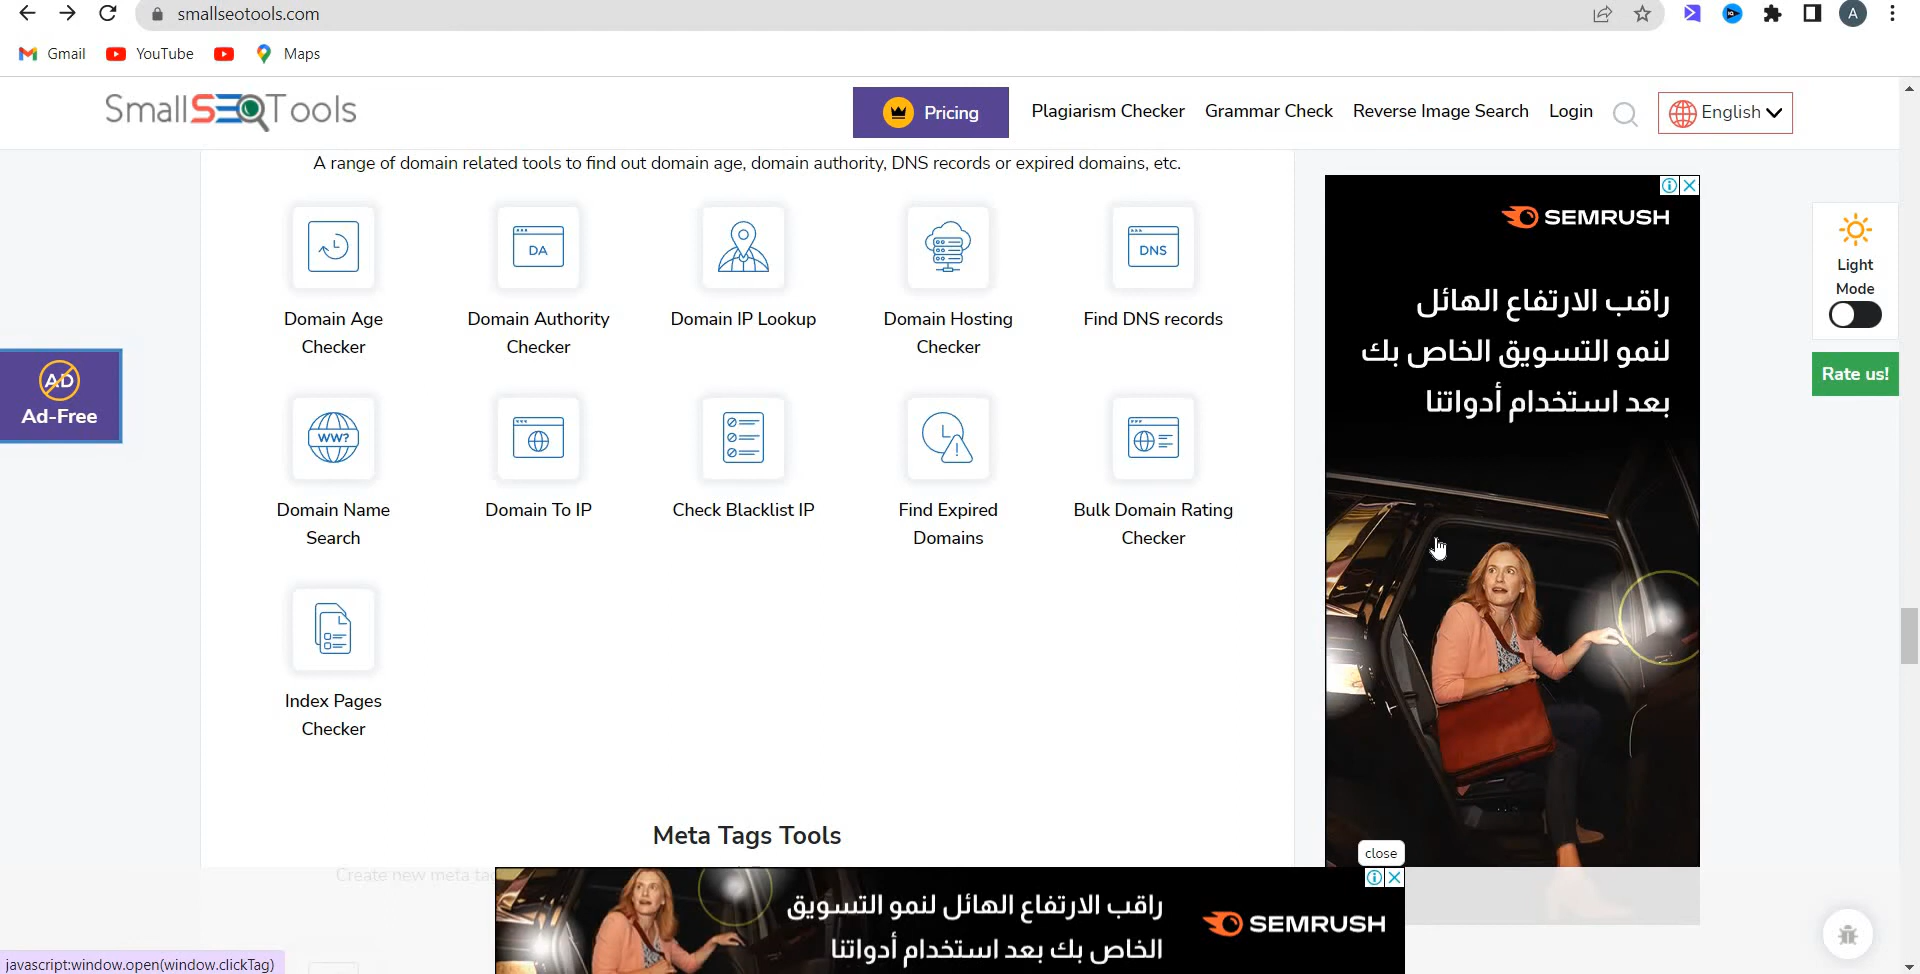 smallseotools.com
A
Gmail YouTube Maps
SmallSEOTools
Pricing
Plagiarism Checker Grammar Check Reverse Image Search Login
English
A range of domain related tools to find out domain age, domain authority, DNS records or expired domains, etc.
DA
DNS
Domain Age
Checker
Domain Authority
Checker
Domain IP Lookup
Domain Hosting
Checker
Find DNS records
AD
Ad-Free
WW?
Domain Name
Search
Domain To IP
Check Blacklist IP
Find Expired
Domains
Bulk Domain Rating
Checker
Index Pages
Checker
Meta Tags Tools
Create new meta ta
SEMRUSH
راقب الارتفاع الهائل
لنمو التسويق الخاص بك
بعد استخدام أدواتنا
Light
Mode
Rate us!
close
راقب الارتفاع الهائل لنمو التسويق
الخاص بك بعد استخدام أدواتنا
SEMRUSH
javascript:window.open(window.clickTag)